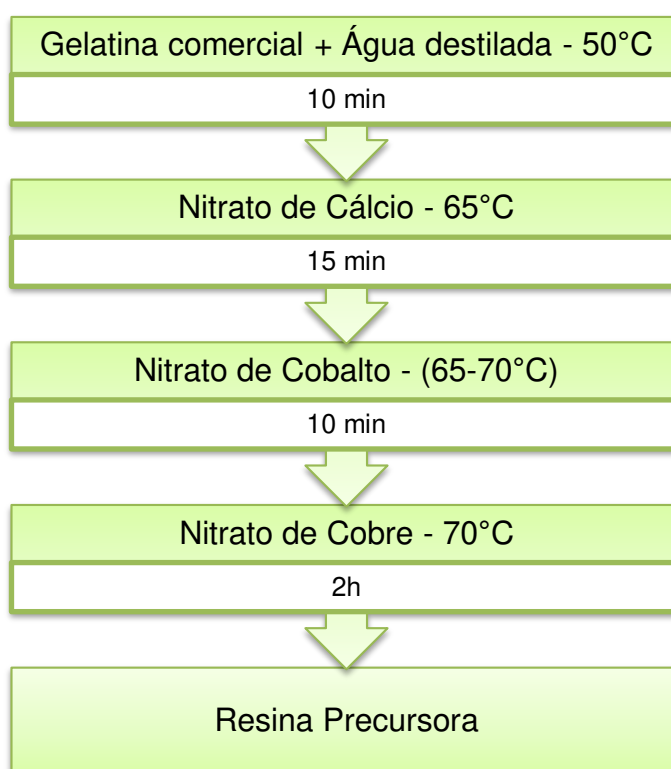 Gelatina comercial + Água destilada - 50°C
10 min
Nitrato de Cálcio - 65°C
15 min
Nitrato de Cobalto - (65-70°C)
10 min
Nitrato de Cobre - 70°C
2h
Resina Precursora